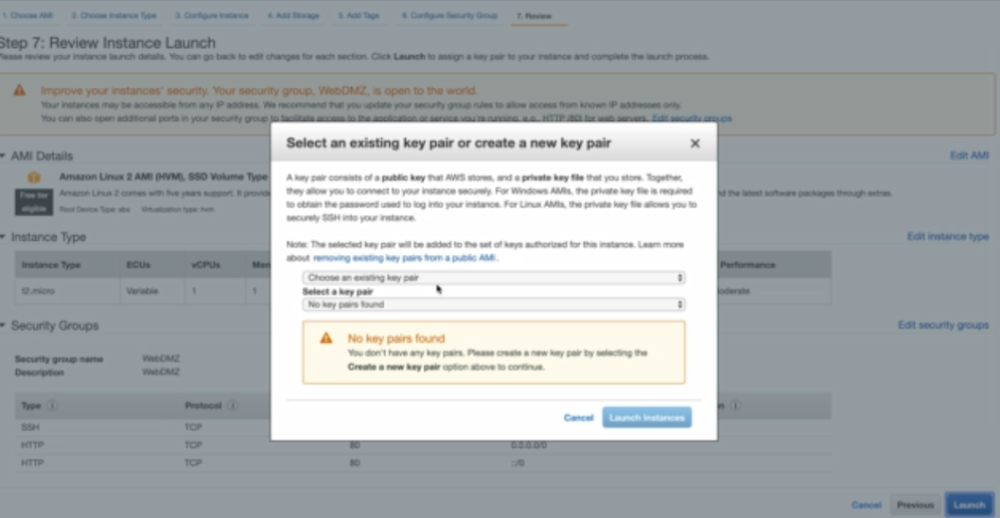 1. Choose AMI 2. Choose Instance Type 3. Configure Instance 4. Add Storage 5. Add Tags 6. Configure Security Group 7. Review
Step 7: Review Instance Launch
Please review your instance launch details. You can go back to edit changes for each section. Click Launch to assign a key pair to your instance and complete the launch process.
Improve your instances' security. Your security group, WebDMZ, is open to the world.
Your instances may be accessible from any IP address. We recommend that you update your security group rules to allow access from known IP addresses only.
You can also open additional ports in your security group to facilitate access to the application or service you're running, e.g., HTTP (80) for web servers. Edit security groups
Select an existing key pair or create a new key pair ×
A key pair consists of a public key that AWS stores, and a private key file that you store. Together,
they allow you to connect to your instance securely. For Windows AMIs, the private key file is required
to obtain the password used to log into your instance. For Linux AMIs, the private key file allows you to
securely SSH into your instance.
Note: The selected key pair will be added to the set of keys authorized for this instance. Learn more
about removing existing key pairs from a public AMI.
Choose an existing key pair
Select a key pair
No key pairs found
No key pairs found
You don't have any key pairs. Please create a new key pair by selecting the
Create a new key pair option above to continue.
Cancel Launch Instances
AMI Details Edit AMI
Amazon Linux 2 AMI (HVM), SSD Volume Type
Free tier
eligible
Amazon Linux 2 comes with five years support. It provide
nd the latest software packages through extras.
Root Device Type: ebs Virtualization type: hvm
Instance Type Edit instance type
Instance Type ECUs vCPUs Mem Performance
t2.micro Variable 1 1 oderate
Security Groups Edit security groups
Security group name WebDMZ
Description WebDMZ
Type Protocol n
SSH TCP
HTTP TCP 80 0.0.0.0/0
HTTP TCP 80 ::/0
Cancel Previous Launch